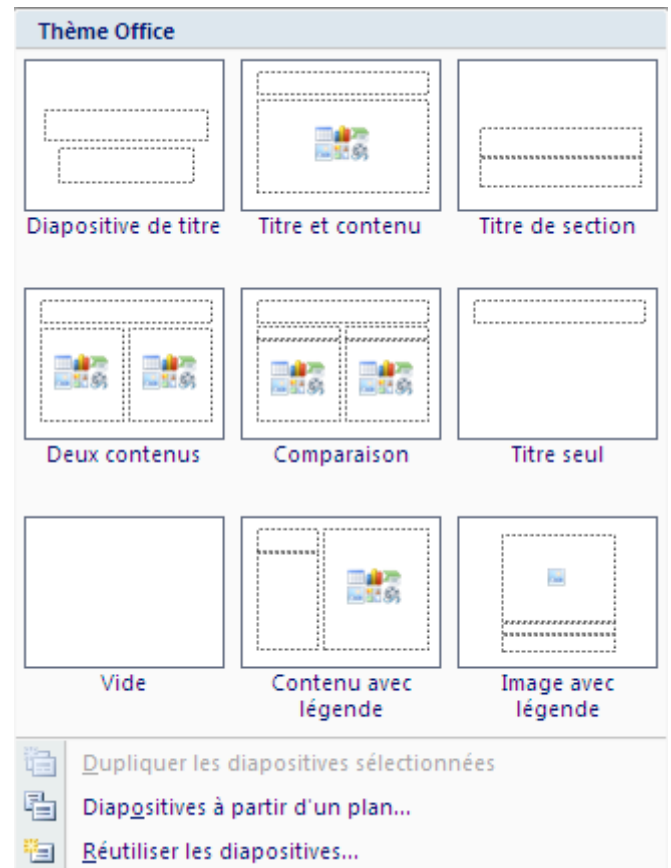 Thème Office
Diapositive de titre
Titre et contenu
Titre de section
Deux contenus
Comparaison
Titre seul
Vide
Contenu avec
légende
Image avec
légende
Dupliquer les diapositives sélectionnées
Diapositives à partir d'un plan...
Réutiliser les diapositives...